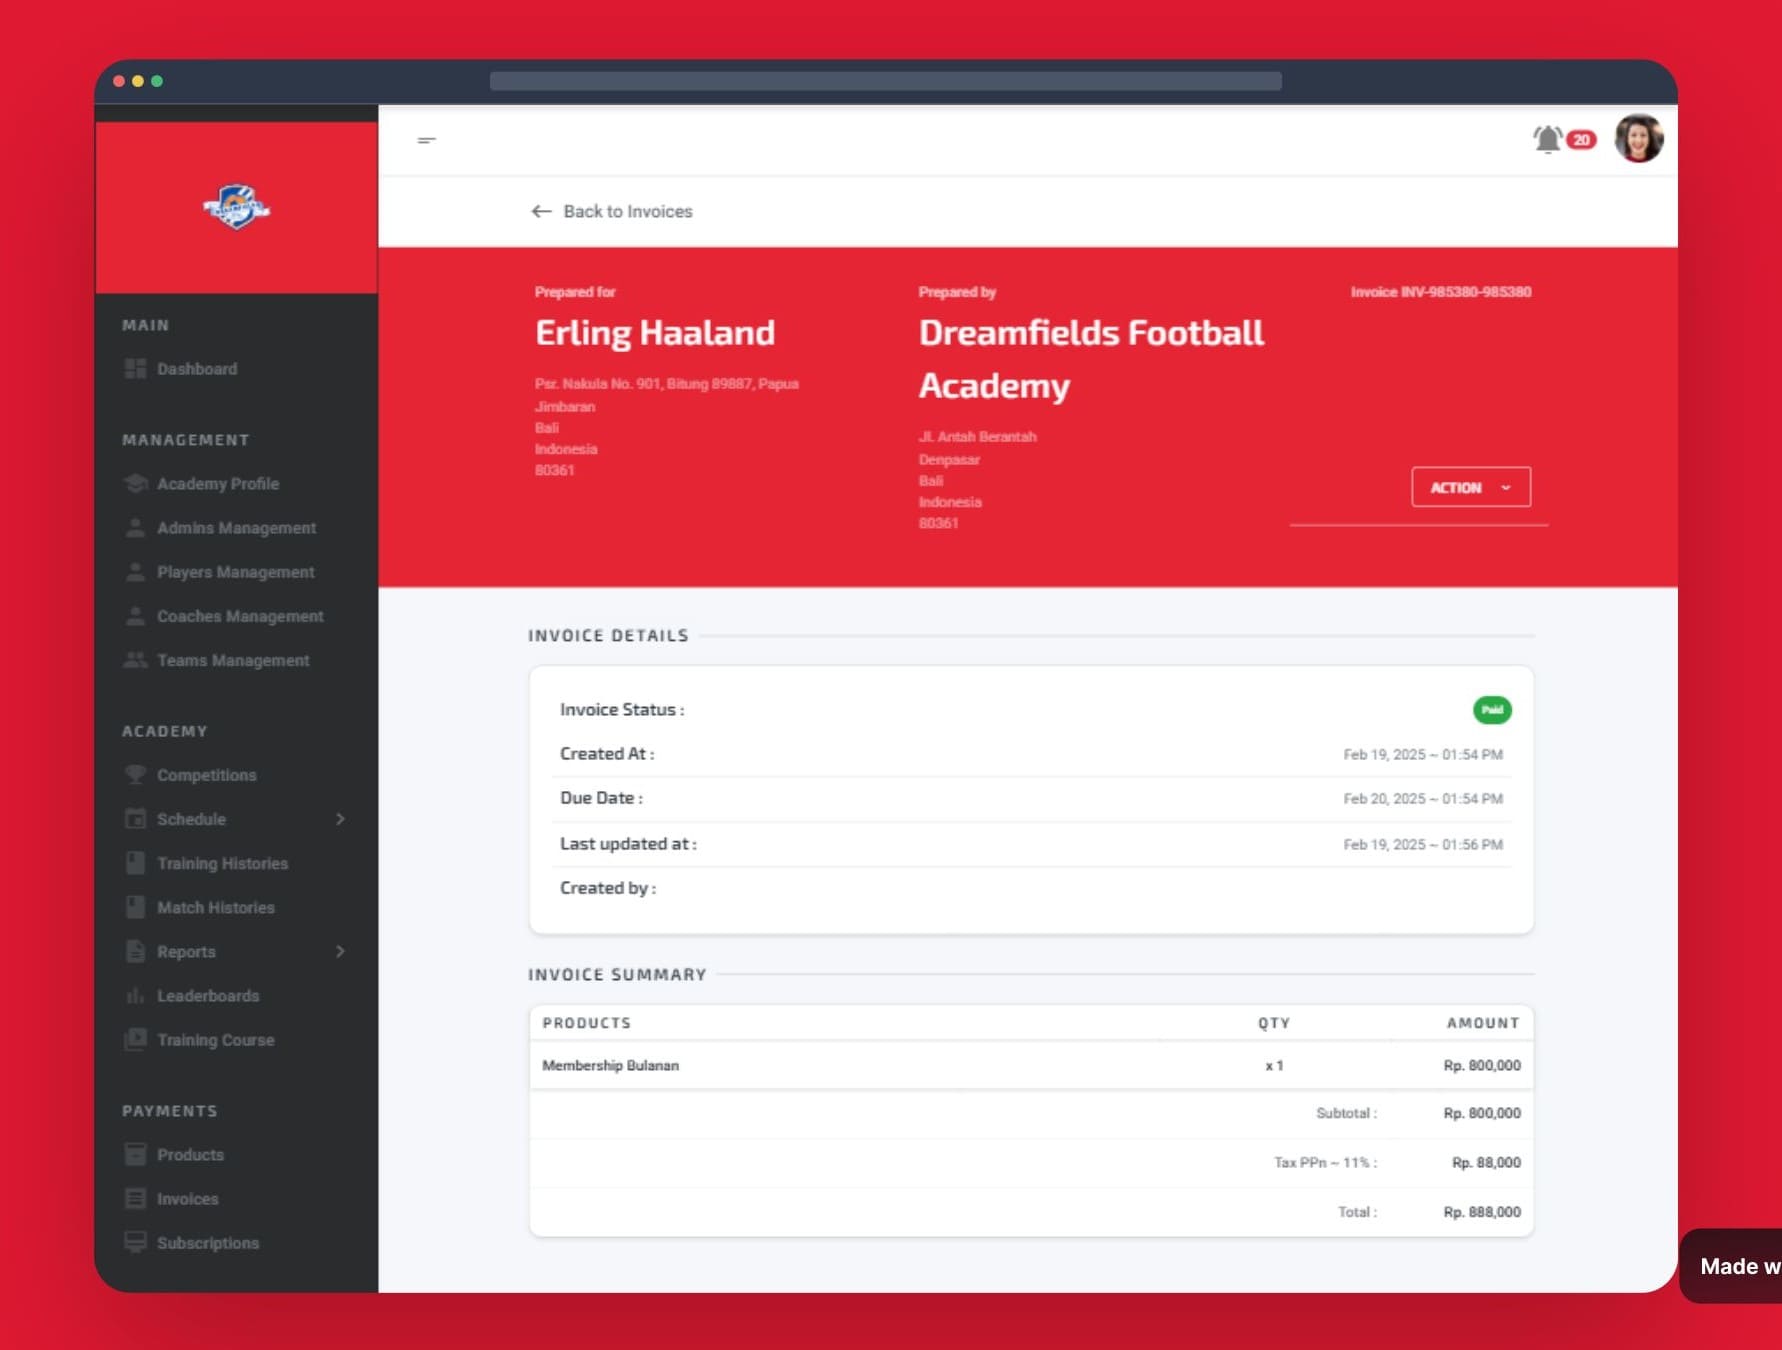 20
Back to Invoices
Prepared for
Erling Haaland
Psr. Nakula No. 901, Bitung 89887, Papua
Jimbaran
Bali
Indonesia
80361
Prepared by
Dreamfields Football
Academy
Jl. Antah Berantah
Denpasar
Bali
Indonesia
80361
Invoice INV-985380-985380
ACTION
MAIN
Dashboard
MANAGEMENT
Academy Profile
Admins Management
Players Management
Coaches Management
Teams Management
ACADEMY
Competitions
Schedule
Training Histories
Match Histories
Reports
Leaderboards
Training Course
PAYMENTS
Products
Invoices
Subscriptions
INVOICE DETAILS
Invoice Status : Paid
Created At : Feb 19, 2025 ~ 01:54 PM
Due Date : Feb 20, 2025 ~ 01:54 PM
Last updated at : Feb 19, 2025 ~ 01:56 PM
Created by :
INVOICE SUMMARY
PRODUCTS QTY AMOUNT
Membership Bulanan x 1 Rp. 800,000
Subtotal : Rp. 800,000
Tax PPn ~ 11% : Rp. 88,000
Total : Rp. 888,000
Made w